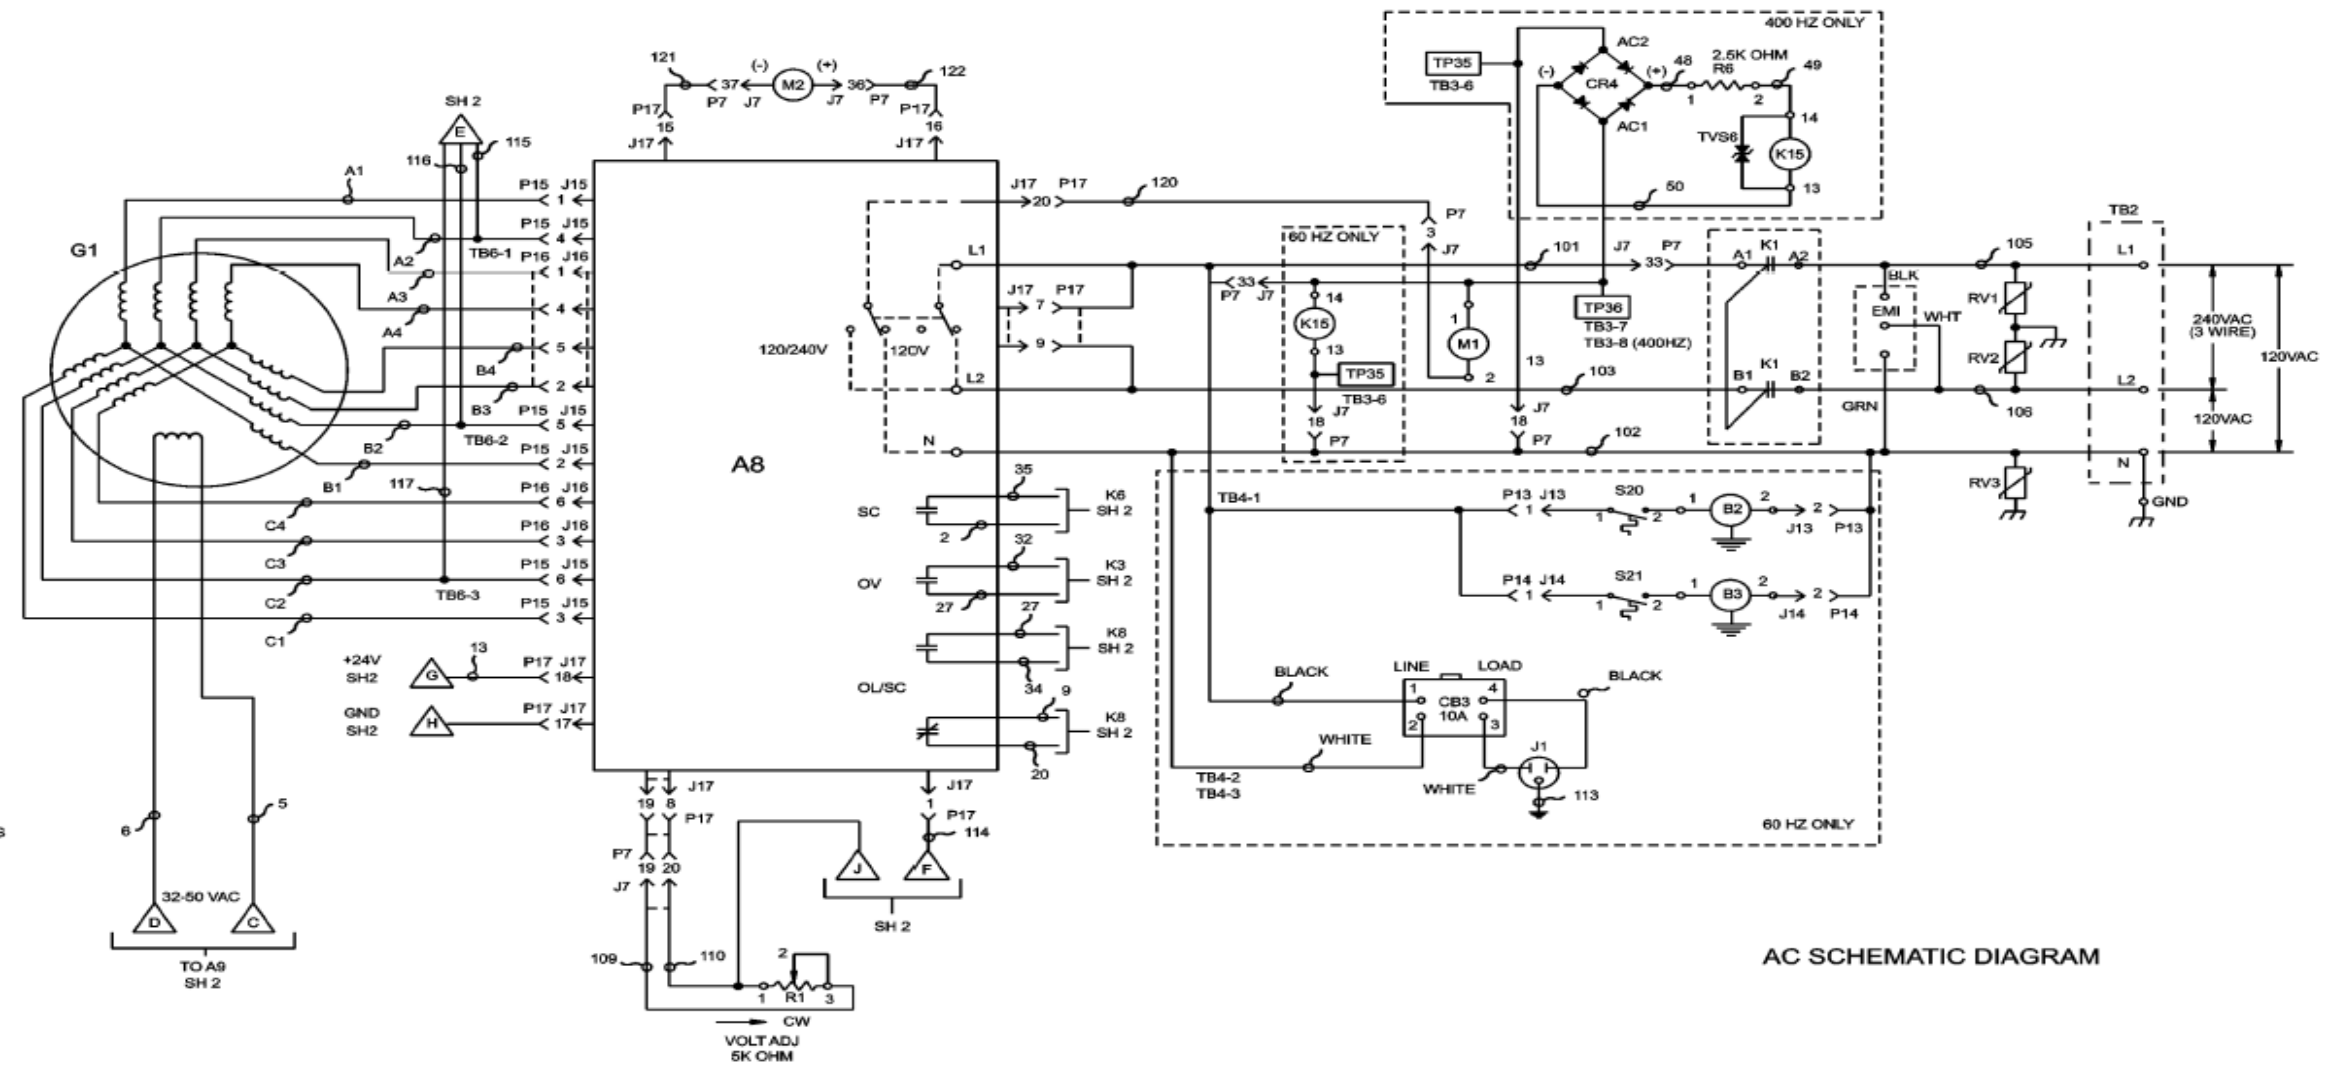 400 HZ ONLY
AC2
TP35
TB3-6
(-)
CR4
(+)
48
2.5K OHM
R6
49
1
2
AC1
14
TVS6
K15
13
50
121
(-)
M2
(+)
122
37
36
P7
J7
J7
P7
P17
15
J17
P17
16
J17
SH 2
E
115
116
A1
P15 J15
1
P15 J15
4
A2
TB6-1
G1
P16 J16
1
A3
4
A4
5
B4
2
B3
P15 J15
5
TB6-2
B2
P15 J15
2
B1
117
P16 J16
6
C4
P16 J16
3
C3
P15 J15
6
C2
TB6-3
P15 J15
3
C1
+24V
SH2
G
13
P17 J17
18
GND
SH2
H
P17 J17
17
A8
120/240V
120V
L1
L2
N
J17 P17
20
120
P7
3
J7
J17 P17
7
9
60 HZ ONLY
33
P7 J7
14
K15
13
TP35
TB3-6
J7
18
P7
1
M1
2
101
J7 P7
33
TP36
TB3-7
TB3-8 (400HZ)
13
103
J7
18
P7
102
A1 K1 A2
B1 K1 B2
BLK
EMI
WHT
GRN
105
106
RV1
RV2
RV3
TB2
L1
L2
N
GND
240VAC
(3 WIRE)
120VAC
120VAC
SC
35
2
K6
SH 2
OV
32
27
K3
SH 2
27
34
K8
SH 2
OL/SC
9
20
K8
SH 2
TB4-1
P13 J13
1
S20
1 2
1
B2
2
2
J13 P13
P14 J14
1
S21
1 2
1
B3
2
2
J14 P14
BLACK
LINE LOAD
1 4
CB3
10A
2 3
BLACK
WHITE
TB4-2
TB4-3
WHITE
J1
113
60 HZ ONLY
J17
19 8
P17
P7
19 20
J7
J17
1
P17
114
J
F
SH 2
109
110
2
1 R1 3
CW
VOLT ADJ
5K OHM
6
5
32-50 VAC
D
C
TO A9
SH 2
AC SCHEMATIC DIAGRAM